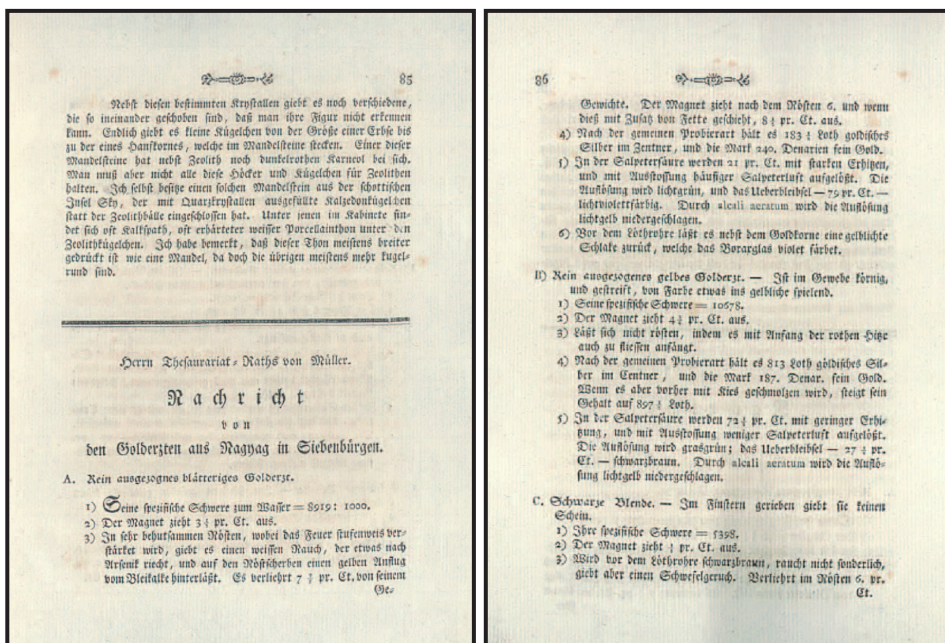 85
Nebst diesen bestimmten Krystallen giebt es noch verschiedene,
die so ineinander geschoben sind, daß man ihre Figur nicht erkennen
kann. Endlich giebt es kleine Kügelchen von der Größe einer Erbse bis
zu der eines Hanfkornes, welche im Mandelsteine stecken. Einer dieser
Mandelsteine hat nebst Zeolith noch dunkelrothen Karneol bei sich.
Man muß aber nicht alle diese Höcker und Kügelchen für Zeolithen
halten. Ich selbst besitze einen solchen Mandelstein aus der schottischen
Insel Sky, der mit Quarzkrystallen ausgefüllte Kalzedonkügelchen
statt der Zeolithbälle eingeschlossen hat. Unter jenen im Kabinete fin-
det sich oft Kalkspath, oft erhärteter weisser Porcellainthon unter den
Zeolithkügelchen. Ich habe bemerkt, daß dieser Thon meistens breiter
gedrückt ist wie eine Mandel, da doch die übrigen meistens mehr kugel-
rund sind.
Herrn Thesaurariat-Raths von Müller.
Nachricht
von
den Golderzten aus Nagyag in Siebenbürgen.
A. Rein ausgezognes blätteriges Golderzt.
1) Seine spezifische Schwere zum Wasser = 8919: 1000.
2) Der Magnet zieht 3 pr. Ct. aus.
3) In sehr behutsammen Rösten, wobei das Feuer stufenweis ver-
stärket wird, giebt es einen weissen Rauch, der etwas nach
Arsenik riecht, und auf den Röstscherben einen gelben Anflug
vom Bleikalke hinterläßt. Es verliehrt 7 pr. Ct. von seinem
Ge-
86
Gewichte. Der Magnet zieht nach dem Rösten 6. und wenn
dieß mit Zusatz von Fette geschieht, 8 pr. Ct. aus.
4) Nach der gemeinen Probierart hält es 183 Loth goldisches
Silber im Zentner, und die Mark 240. Denarien fein Gold.
5) In der Salpetersäure werden 21 pr. Ct. mit starken Erhitzen,
und mit Ausstossung häufiger Salpeterluft aufgelößt. Die
Auflösung wird lichtgrün, und das Ueberbleibsel — 79 pr. Ct. —
lichtviolettfärbig. Durch alcali aeratum wird die Auflösung
lichtgelb niedergeschlagen.
6) Vor dem Löthrohre läßt es nebst dem Goldkorne eine gelblichte
Schlake zurück, welche das Boraxglas violet färbet.
B) Rein ausgezogenes gelbes Golderzt. — Ist im Gewebe körnig,
und gestreift, von Farbe etwas ins gelbliche spielend.
1) Seine spezifische Schwere = 10678.
2) Der Magnet zieht 4 pr. Ct. aus.
3) Läßt sich nicht rösten, indem es mit Anfang der rothen Hitze
auch zu fliessen anfängt.
4) Nach der gemeinen Probierart hält es 813 Loth goldisches Sil-
ber im Centner, und die Mark 187. Denar. fein Gold.
Wenn es aber vorher mit Kies geschmolzen wird, steigt sein
Gehalt auf 897 Loth.
5) In der Salpetersäure werden 72 pr. Ct. mit geringer Erhi-
tzung, und mit Ausstossung weniger Salpeterluft aufgelößt.
Die Auflösung wird grasgrün; das Ueberbleibsel — 27 pr.
Ct. — schwarzbraun. Durch alcali aeratum wird die Auflö-
sung lichtgelb niedergeschlagen.
C. Schwarze Blende. — Im Finstern gerieben giebt sie keinen
Schein.
1) Ihre spezifische Schwere = 5398.
2) Der Magnet zieht pr. Ct. aus.
3) Wird vor dem Löthrohre schwarzbraun, raucht nicht sonderlich,
giebt aber einen Schwefelgeruch. Verliehrt im Rösten 6. pr.
Ct.